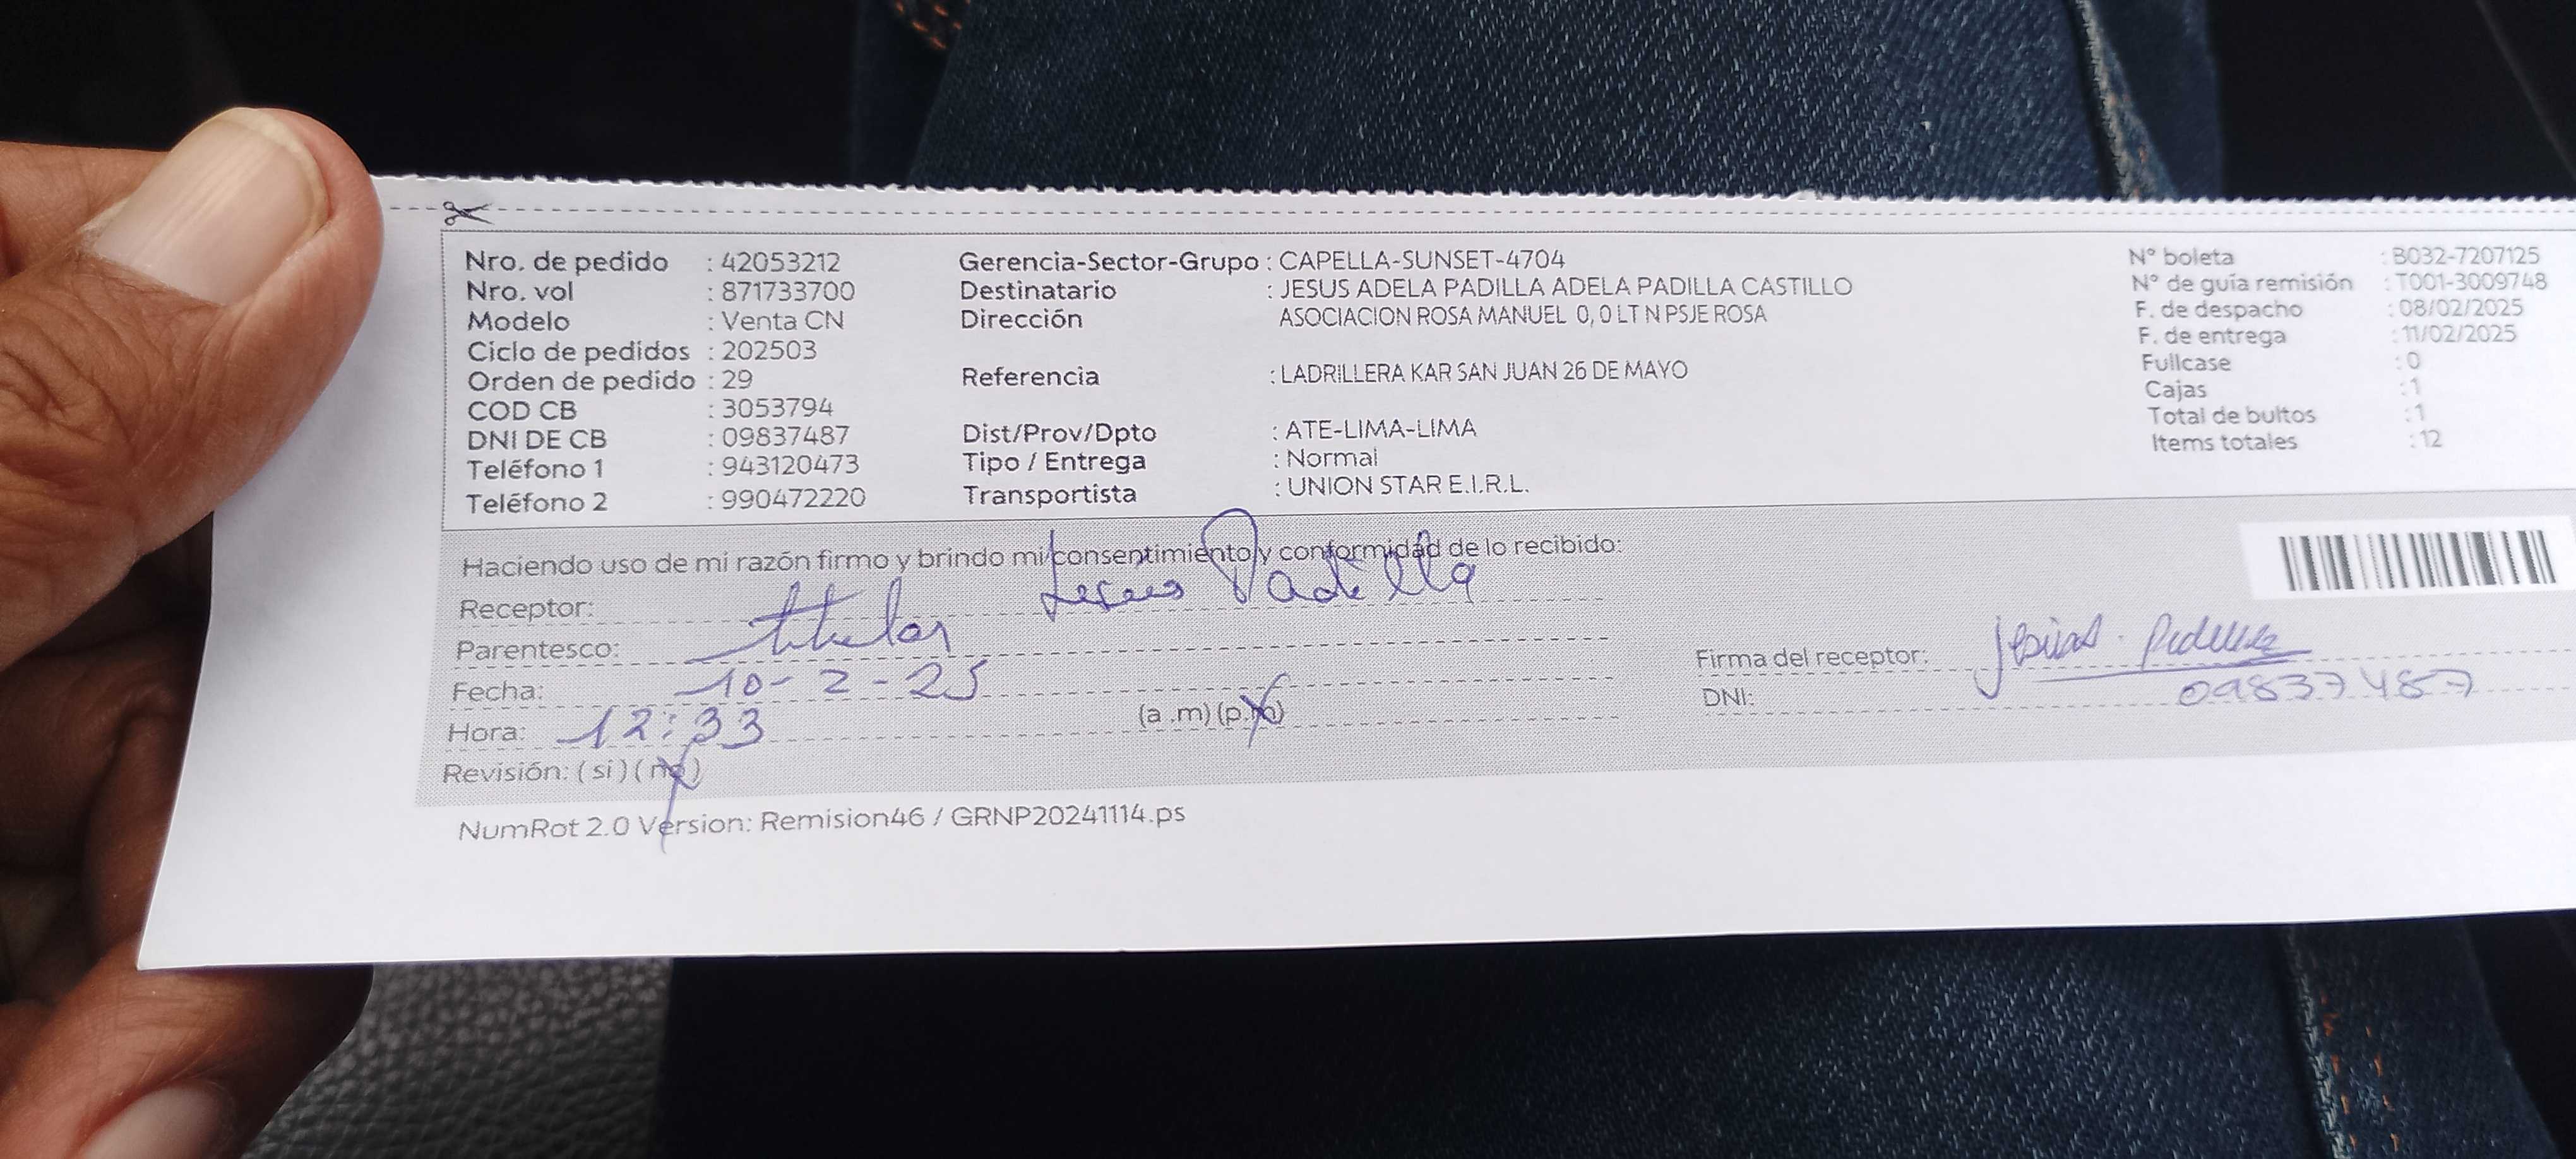 Nro. de pedido : 42053212 Gerencia-Sector-Grupo : CAPELLA-SUNSET-4704 N° boleta : B032-7207125
Nro. vol : 871733700 Destinatario : JESUS ADELA PADILLA ADELA PADILLA CASTILLO N° de guía remisión : T001-3009748
Modelo : Venta CN Dirección ASOCIACION ROSA MANUEL 0, 0 LT N PSJE ROSA F. de despacho : 08/02/2025
Ciclo de pedidos : 202503 F. de entrega : 11/02/2025
Orden de pedido : 29 Referencia : LADRILLERA KAR SAN JUAN 26 DE MAYO Fullcase : 0
COD CB : 3053794 Cajas : 1
DNI DE CB : 09837487 Dist/Prov/Dpto : ATE-LIMA-LIMA Total de bultos : 1
Teléfono 1 : 943120473 Tipo / Entrega : Normal Items totales : 12
Teléfono 2 : 990472220 Transportista : UNION STAR E.I.R.L.
Haciendo uso de mi razón firmo y brindo mi consentimiento y conformidad de lo recibido:
Receptor: Jesus Padilla
Parentesco: titular
Fecha: 10-2-25
Firma del receptor: Jesus Padilla
Hora: 12:33 (a .m) (p.m)
DNI: 09837487
Revisión: ( si ) ( no )
NumRot 2.0 Version: Remision46 / GRNP20241114.ps